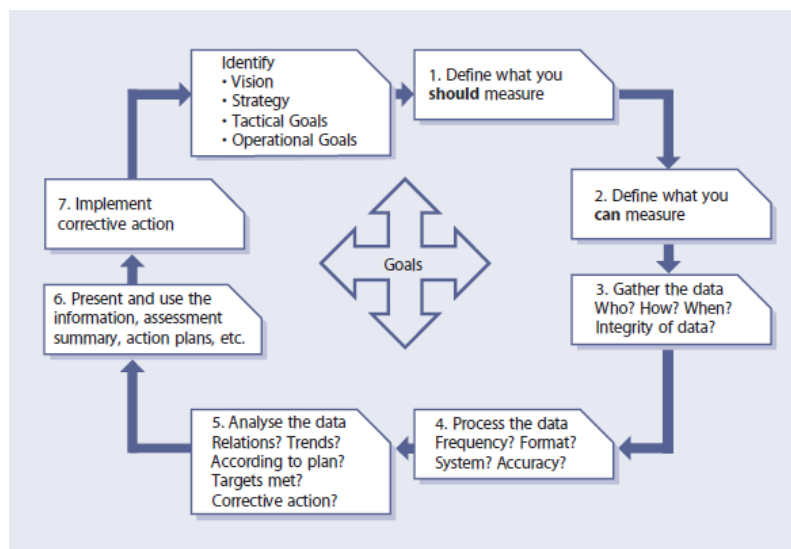 Identify
• Vision
• Strategy
• Tactical Goals
• Operational Goals
1. Define what you
should measure
2. Define what you
can measure
3. Gather the data
Who? How? When?
Integrity of data?
4. Process the data
Frequency? Format?
System? Accuracy?
5. Analyse the data
Relations? Trends?
According to plan?
Targets met?
Corrective action?
6. Present and use the
information, assessment
summary, action plans, etc.
7. Implement
corrective action
Goals